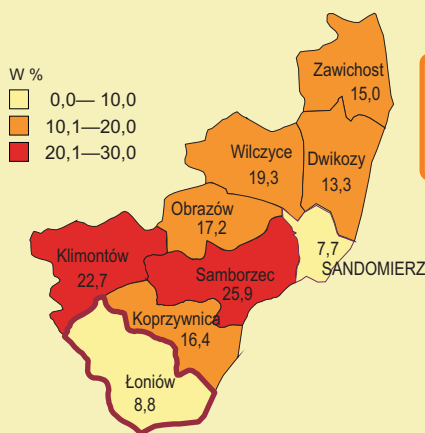 W %
0,0— 10,0
10,1—20,0
20,1—30,0
Zawichost
15,0
Wilczyce
19,3
Dwikozy
13,3
Obrazów
17,2
7,7
SANDOMIERZ
Klimontów
22,7
Samborzec
25,9
Koprzywnica
16,4
Łoniów
8,8